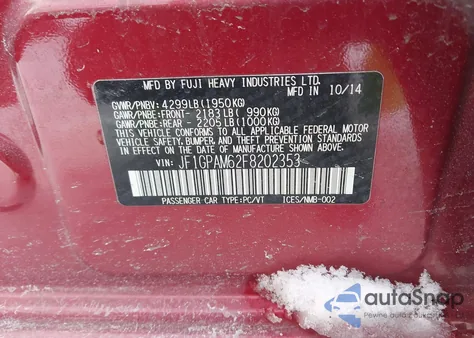 MFD BY FUJI HEAVY INDUSTRIES LTD.
MFD IN 10/14
GVWR/PNBV: 4299LB(1950KG)
GAWR/PNBE:FRONT- 2183LB( 990KG)
GAWR/PNBE:REAR - 2205LB(1000KG)
THIS VEHICLE CONFORMS TO ALL APPLICABLE FEDERAL MOTOR
VEHICLE SAFETY,BUMPER, AND THEFT PREVENTION STANDARDS
IN EFFECT ON THE DATE OF MANUFACTURE SHOWN ABOVE.
VIN: JF1GPAM62F8202353
TYPE:PC/VT ICES/NMB-002
autoSnap
Pewne auta z aukcji